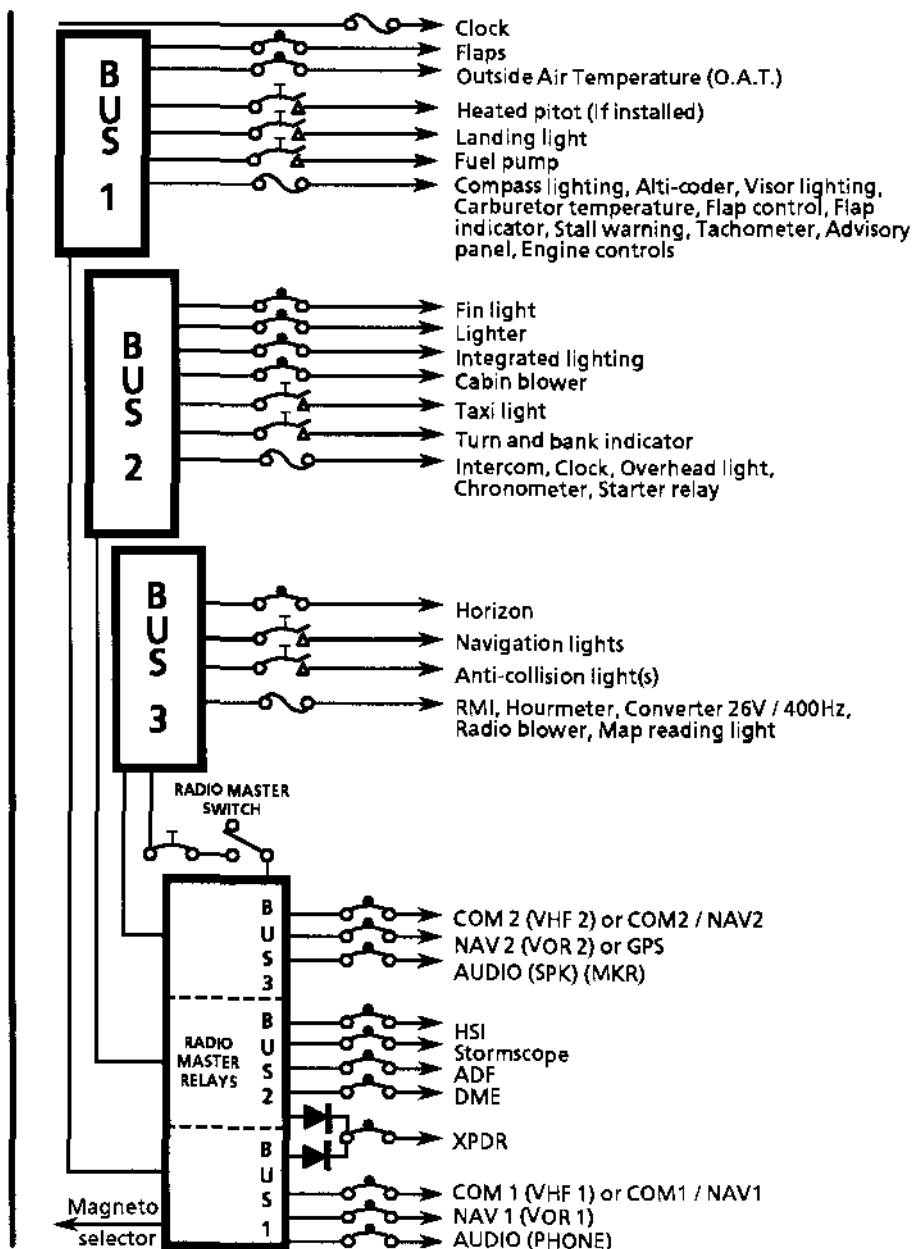 Clock
BUS 1
Flaps
Outside Air Temperature (O.A.T.)
Heated pitot (If installed)
Landing light
Fuel pump
Compass lighting, Alti-coder, Visor lighting,
Carburetor temperature, Flap control, Flap
indicator, Stall warning, Tachometer, Advisory
panel, Engine controls
BUS 2
Fin light
Lighter
Integrated lighting
Cabin blower
Taxi light
Turn and bank indicator
Intercom, Clock, Overhead light,
Chronometer, Starter relay
BUS 3
Horizon
Navigation lights
Anti-collision light(s)
RMI, Hourmeter, Converter 26V / 400Hz,
Radio blower, Map reading light
RADIO MASTER
SWITCH
BUS3
COM 2 (VHF 2) or COM2 / NAV2
NAV 2 (VOR 2) or GPS
AUDIO (SPK) (MKR)
RADIO
MASTER
RELAYS
BUS2
HSI
Stormscope
ADF
DME
XPDR
BUS1
COM 1 (VHF 1) or COM1 / NAV1
NAV 1 (VOR 1)
AUDIO (PHONE)
Magneto
selector